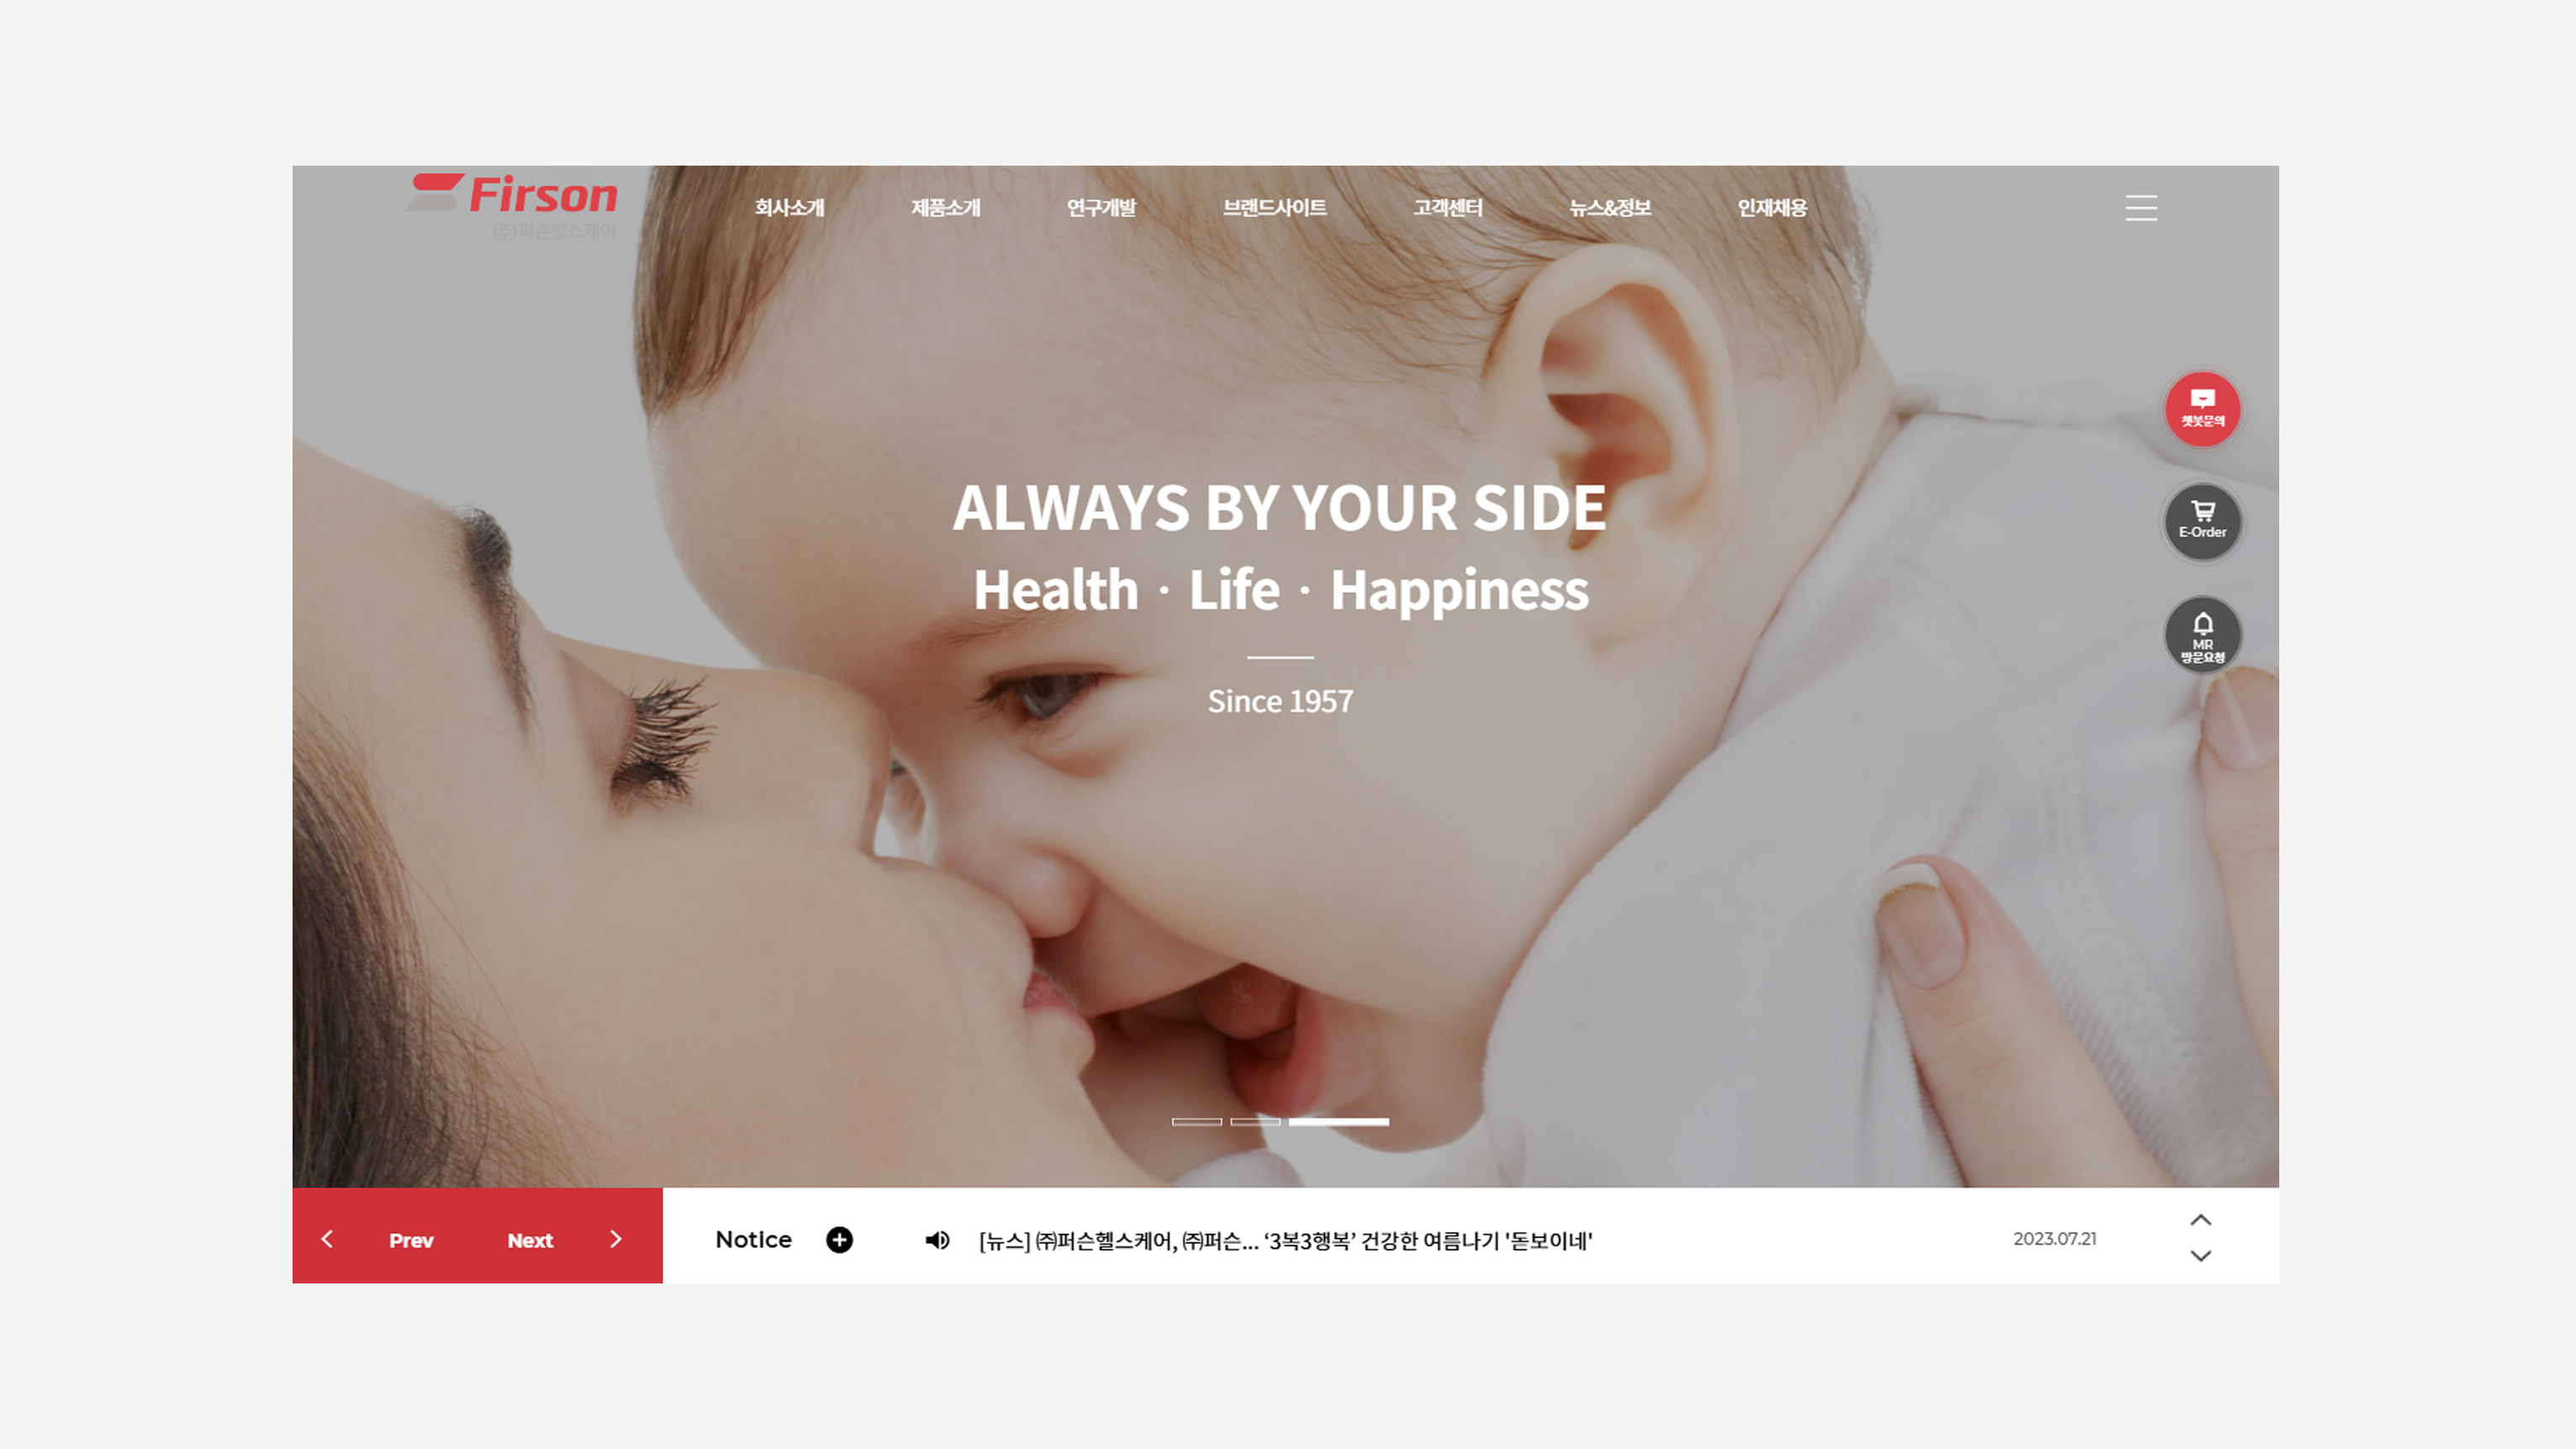 Firson
(주)퍼슨헬스케어
회사소개 제품소개 연구개발 브랜드사이트 고객센터 뉴스&정보 인재채용
챗봇문의
E-Order
MR
방문요청
ALWAYS BY YOUR SIDE
Health · Life · Happiness
Since 1957
Prev Next
Notice
[뉴스] ㈜퍼슨헬스케어, ㈜퍼슨... ‘3복3행복’ 건강한 여름나기 '돋보이네'
2023.07.21